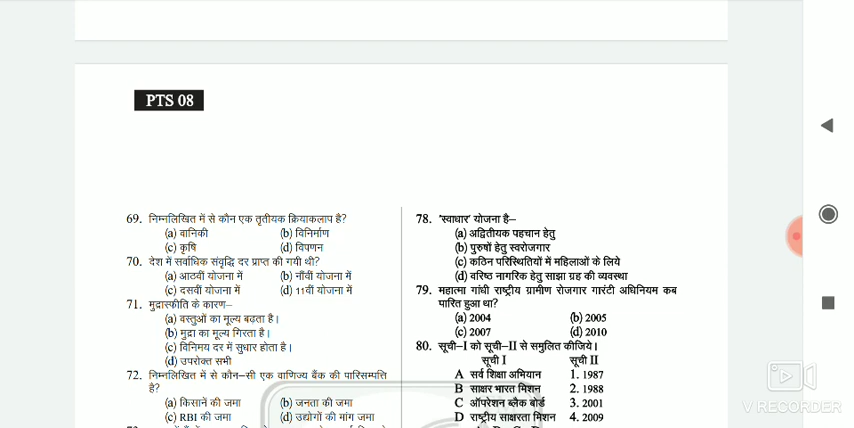 PTS 08
69. निम्नलिखित में से कौन एक तृतीयक क्रियाकलाप है?
(a) वानिकी (b) विनिर्माण
(c) कृषि (d) विपणन
70. देश में सर्वाधिक संवृद्धि दर प्राप्त की गयी थी?
(a) आठवीं योजना में (b) नौंवीं योजना में
(c) दसवीं योजना में (d) 11वीं योजना में
71. मुद्रास्फीति के कारण–
(a) वस्तुओं का मूल्य बढ़ता है।
(b) मुद्रा का मूल्य गिरता है।
(c) विनिमय दर में सुधार होता है।
(d) उपरोक्त सभी
72. निम्नलिखित में से कौन–सी एक वाणिज्य बैंक की परिसम्पत्ति
है?
(a) किसानें की जमा (b) जनता की जमा
(c) RBI की जमा (d) उद्योगों की मांग जमा
78. 'स्वाधार' योजना है–
(a) अद्वितीयक पहचान हेतु
(b) पुरुषों हेतु स्वरोजगार
(c) कठिन परिस्थितियों में महिलाओं के लिये
(d) वरिष्ठ नागरिक हेतु साझा ग्रह की व्यवस्था
79. महात्मा गांधी राष्ट्रीय ग्रामीण रोजगार गारंटी अधिनियम कब
पारित हुआ था?
(a) 2004 (b) 2005
(c) 2007 (d) 2010
80. सूची–I को सूची–II से समुलित कीजिये।
सूची I सूची II
A सर्व शिक्षा अभियान 1. 1987
B साक्षर भारत मिशन 2. 1988
C ऑपरेशन ब्लैक बोर्ड 3. 2001
D राष्ट्रीय साक्षरता मिशन 4. 2009
V RECORDER